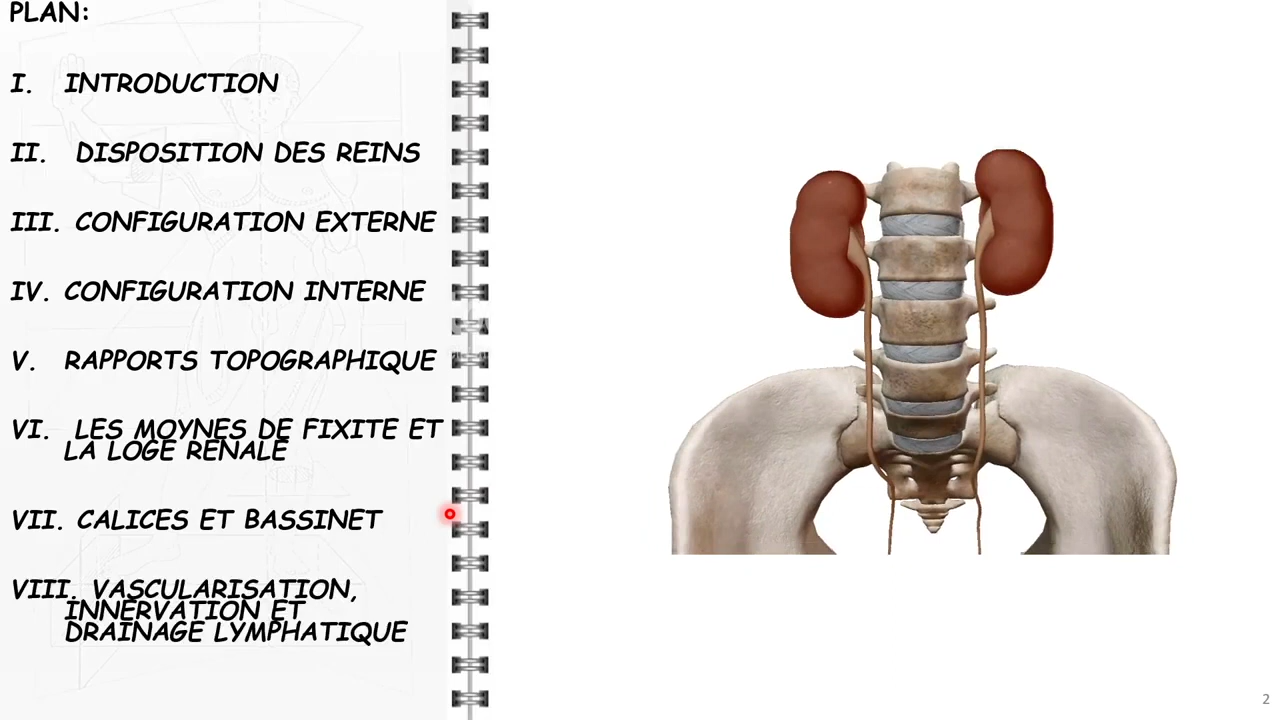 PLAN:
I. INTRODUCTION
II. DISPOSITION DES REINS
III. CONFIGURATION EXTERNE
IV. CONFIGURATION INTERNE
V. RAPPORTS TOPOGRAPHIQUE
VI. LES MOYNES DE FIXITE ET
LA LOGE RENALE
VII. CALICES ET BASSINET
VIII. VASCULARISATION,
INNERVATION ET
DRAINAGE LYMPHATIQUE
2